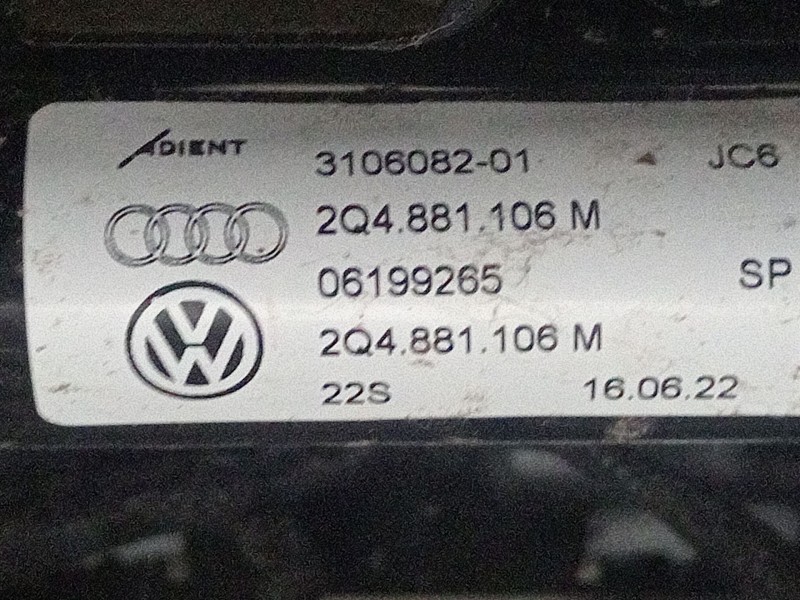 ADIENT 3106082-01 JC6
2Q4.881.106 M
06199265 SP
2Q4.881.106 M
22S 16.06.22